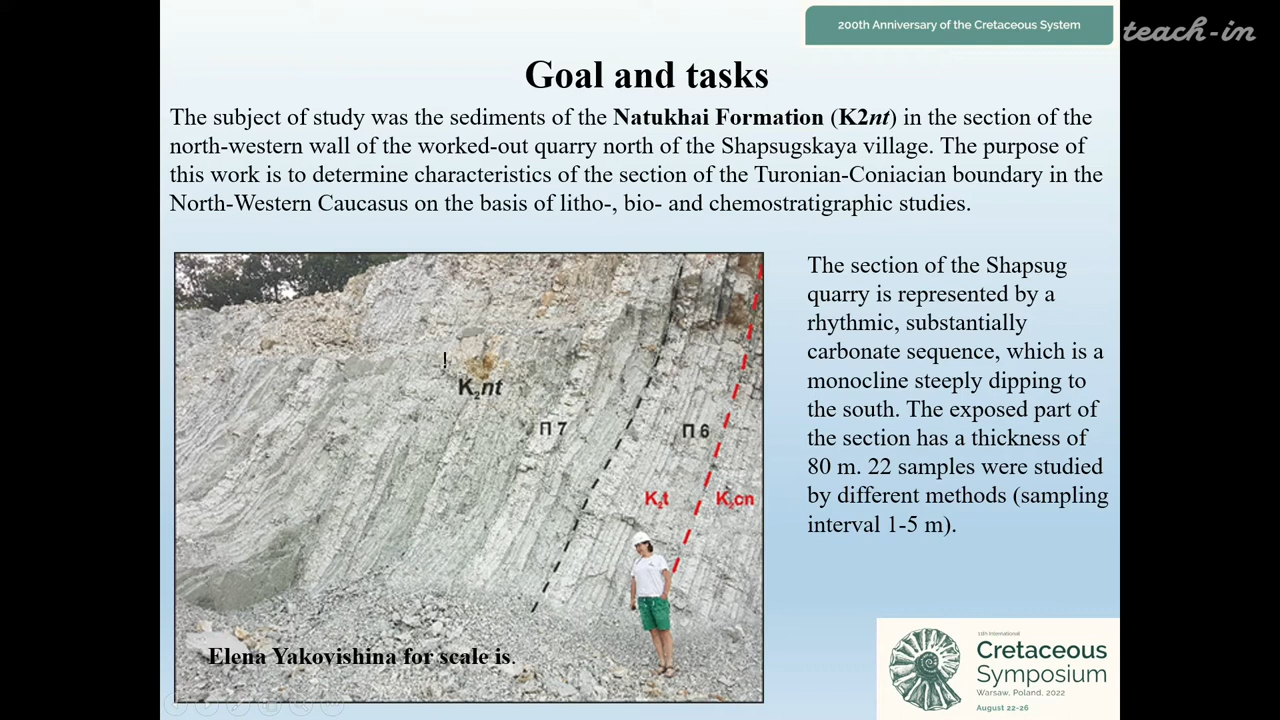 200th Anniversary of the Cretaceous System
teach-in
Goal and tasks
The subject of study was the sediments of the Natukhai Formation (K2nt) in the section of the
north-western wall of the worked-out quarry north of the Shapsugskaya village. The purpose of
this work is to determine characteristics of the section of the Turonian-Coniacian boundary in the
North-Western Caucasus on the basis of litho-, bio- and chemostratigraphic studies.
K2nt
П 7
П 6
K2t
K2cn
Elena Yakovishina for scale is.
The section of the Shapsug
quarry is represented by a
rhythmic, substantially
carbonate sequence, which is a
monocline steeply dipping to
the south. The exposed part of
the section has a thickness of
80 m. 22 samples were studied
by different methods (sampling
interval 1-5 m).
11th International
Cretaceous
Symposium
Warsaw, Poland, 2022
August 22-26